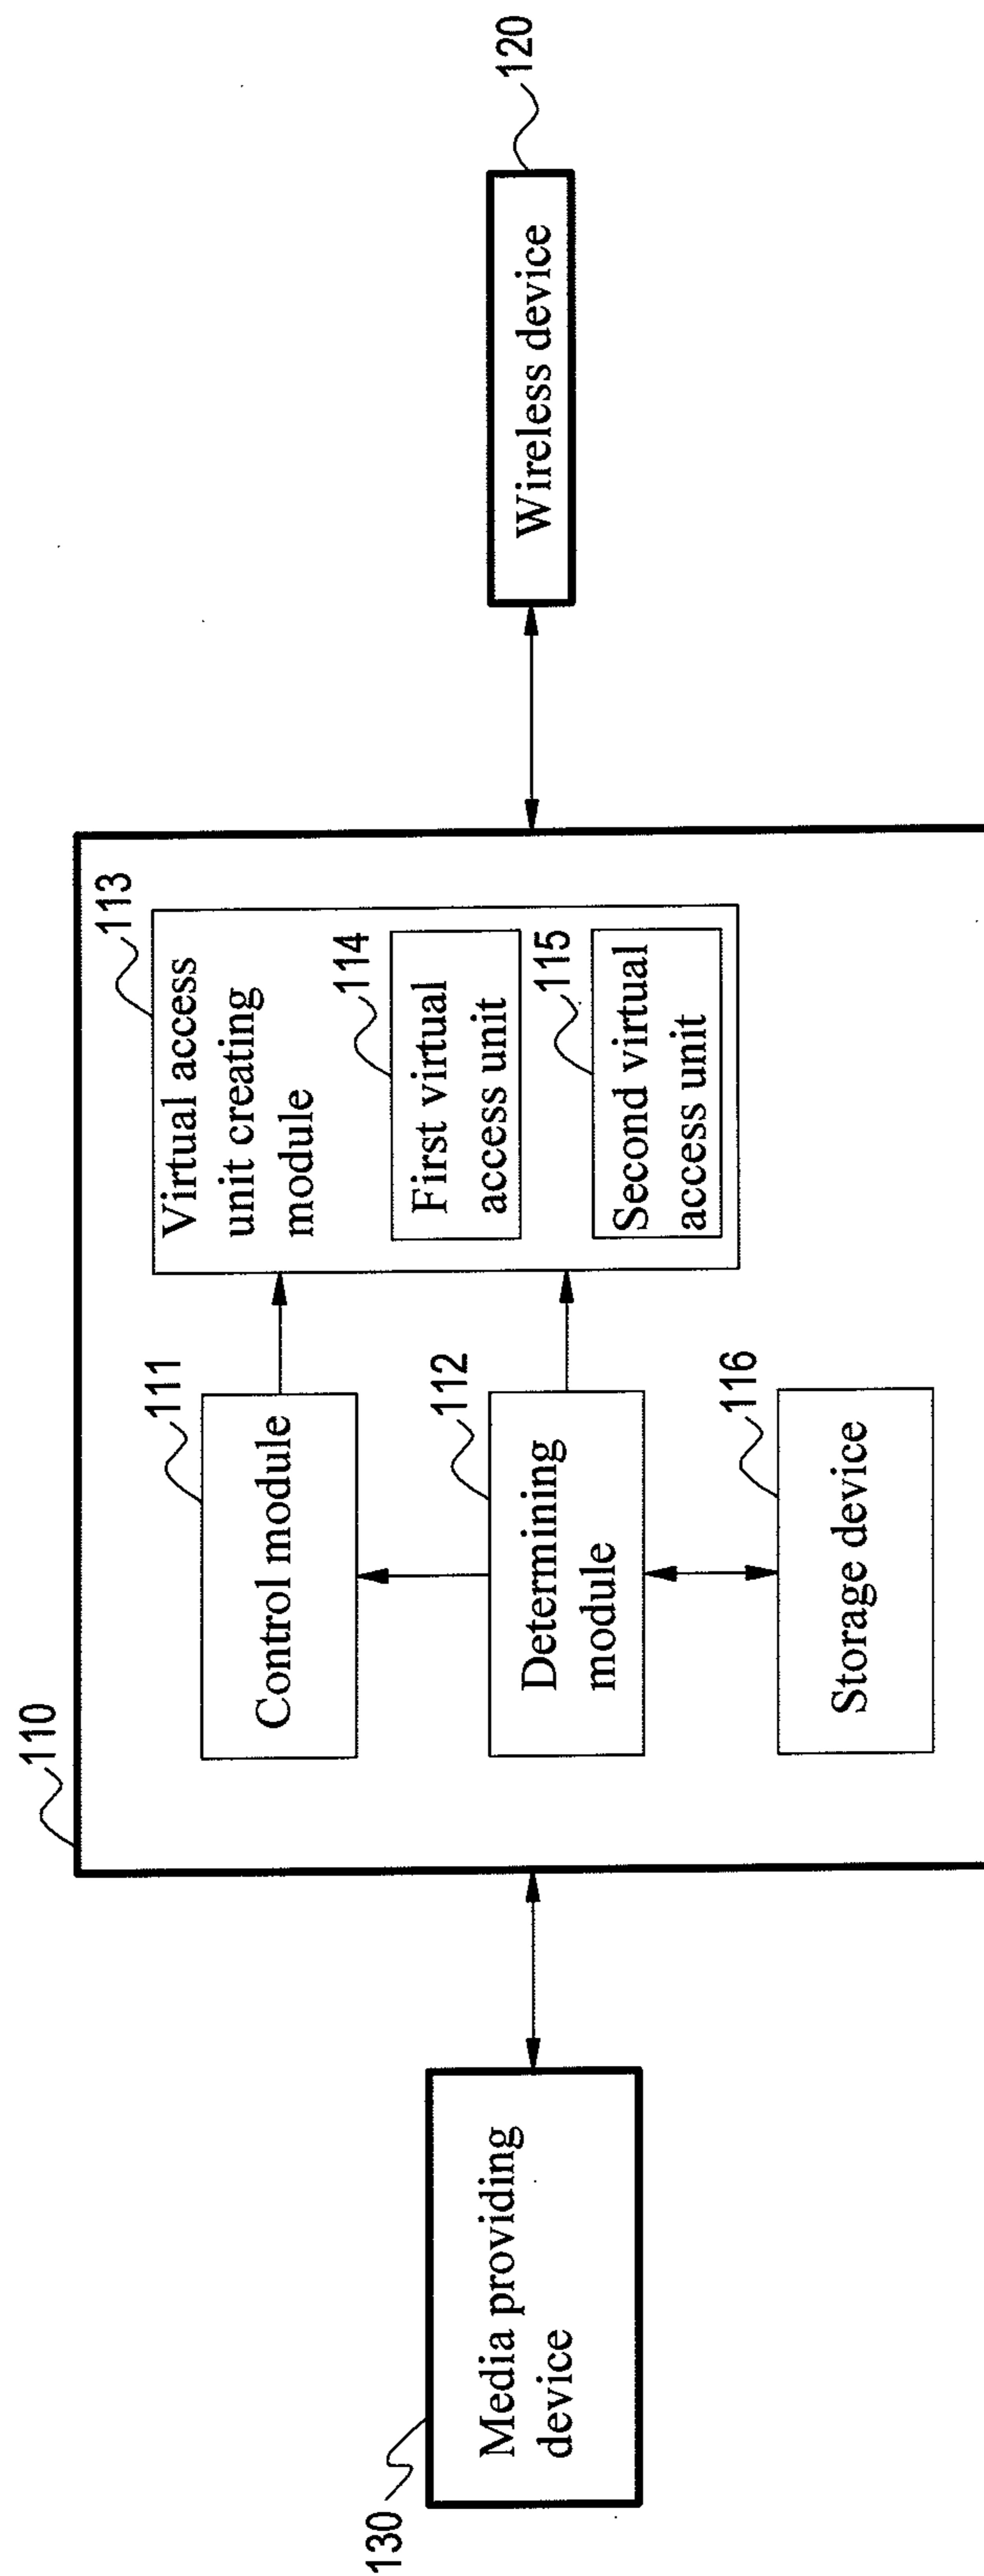 110
111
Control module
112
Determining
module
116
Storage device
113
Virtual access
unit creating
module
114
First virtual
access unit
115
Second virtual
access unit
120
Wireless device
130
Media providing
device